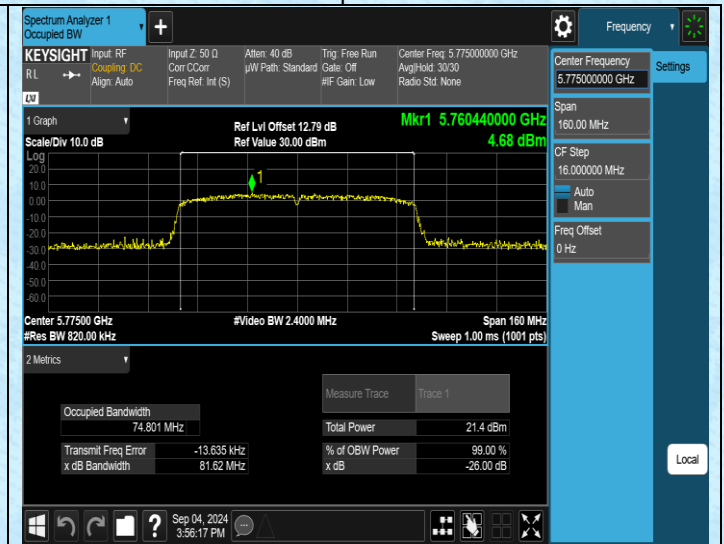 Spectrum Analyzer 1
Occupied BW
Frequency
KEYSIGHT
Input: RF
Coupling: DC
Align: Auto
RL
LXI
Input Z: 50 Ω
Corr CCorr
Freq Ref: Int (S)
Atten: 40 dB
µW Path: Standard
Trig: Free Run
Gate: Off
#IF Gain: Low
Center Freq: 5.775000000 GHz
Avg|Hold: 30/30
Radio Std: None
Center Frequency
5.775000000 GHz
Settings
Span
160.00 MHz
CF Step
16.000000 MHz
Auto
Man
Freq Offset
0 Hz
1 Graph
Scale/Div 10.0 dB
Ref Lvl Offset 12.79 dB
Ref Value 30.00 dBm
Mkr1 5.760440000 GHz
4.68 dBm
Log
20.0
10.0
0.00
-10.0
-20.0
-30.0
-40.0
-50.0
-60.0
1
Center 5.77500 GHz
#Res BW 820.00 kHz
#Video BW 2.4000 MHz
Span 160 MHz
Sweep 1.00 ms (1001 pts)
2 Metrics
Measure Trace
Trace 1
Occupied Bandwidth
74.801 MHz
Total Power
21.4 dBm
Transmit Freq Error
-13.635 kHz
% of OBW Power
99.00 %
x dB Bandwidth
81.62 MHz
x dB
-26.00 dB
Local
?
Sep 04, 2024
3:56:17 PM